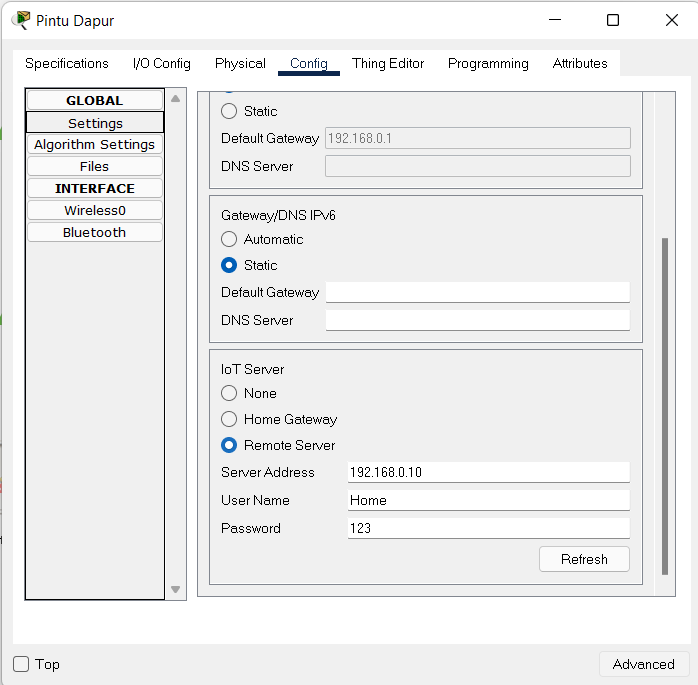 Pintu Dapur
Specifications I/O Config Physical Config Thing Editor Programming Attributes
GLOBAL
Settings
Algorithm Settings
Files
INTERFACE
Wireless0
Bluetooth
Static
Default Gateway 192.168.0.1
DNS Server
Gateway/DNS IPv6
Automatic
Static
Default Gateway
DNS Server
IoT Server
None
Home Gateway
Remote Server
Server Address 192.168.0.10
User Name Home
Password 123
Refresh
Top Advanced